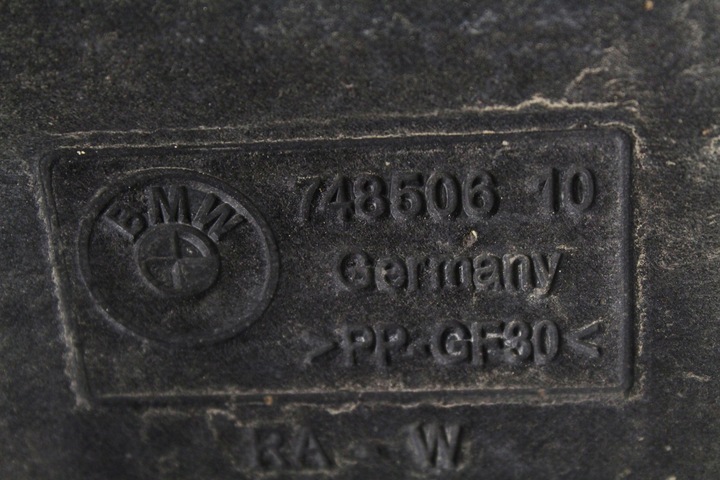 BMW
748506 10
Germany
>PP-GF30<
RA - W